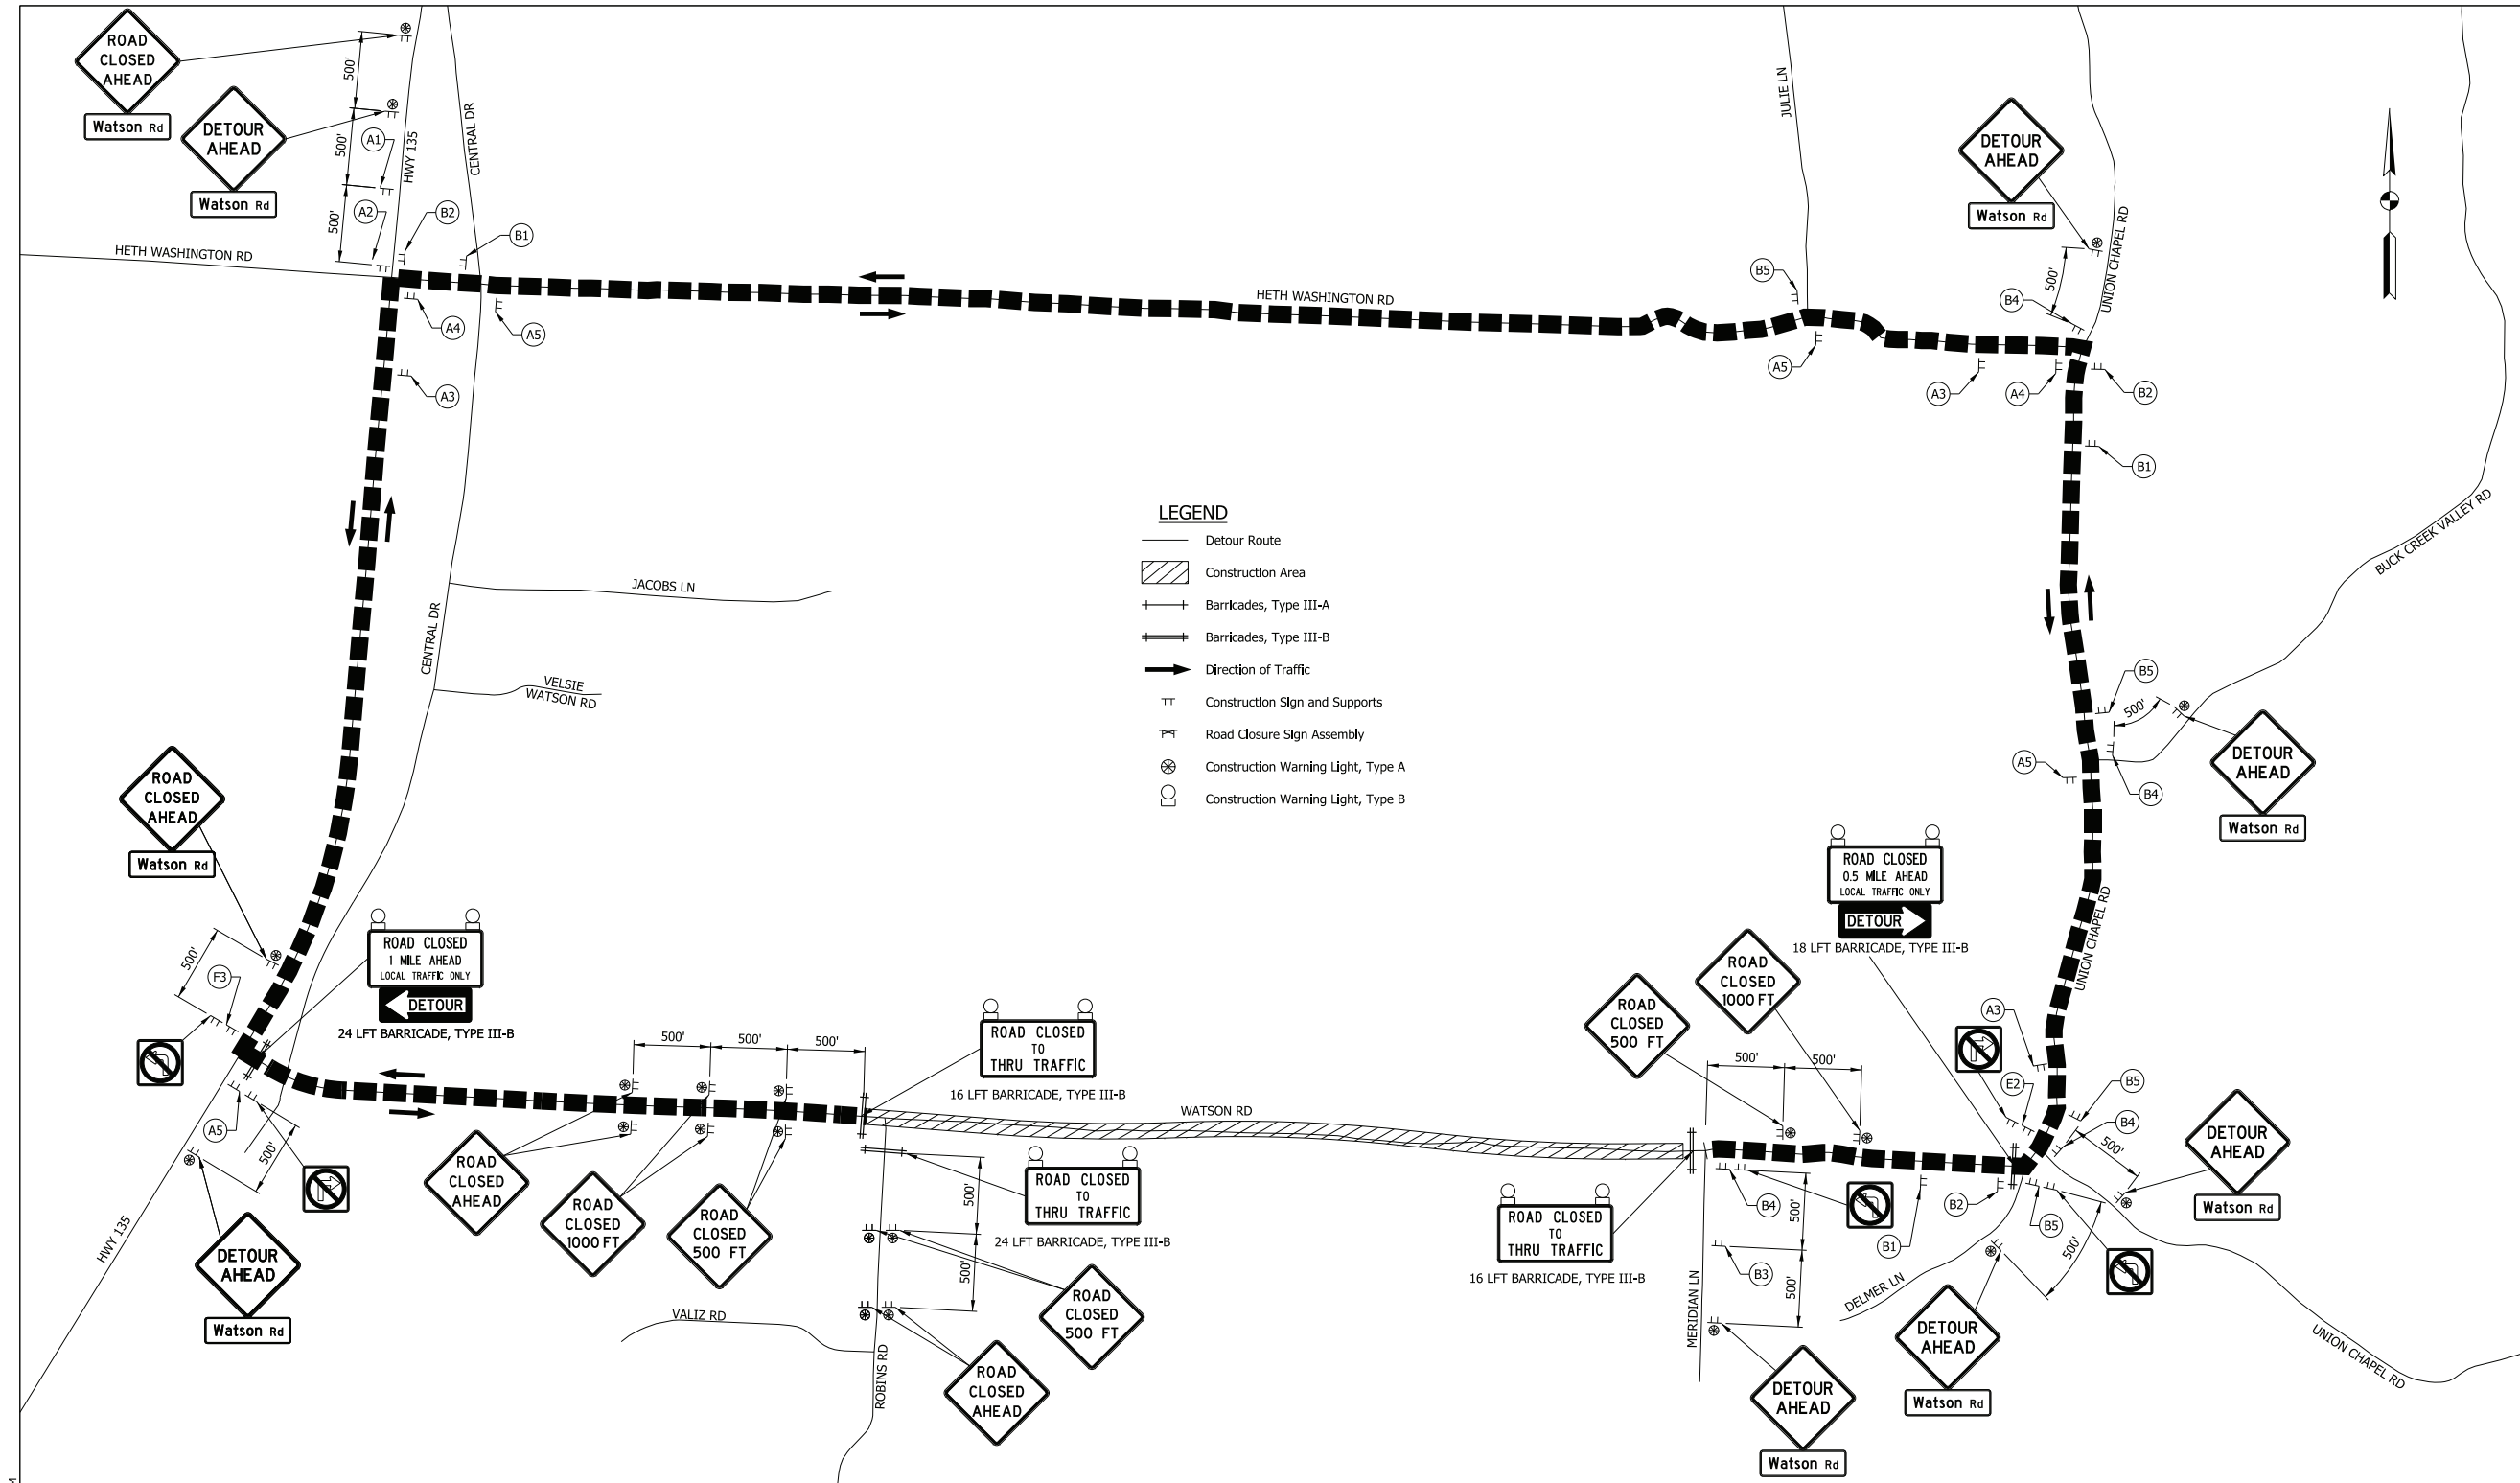 ROAD
CLOSED
AHEAD
Watson Rd
DETOUR
AHEAD
Watson Rd
500'
500'
500'
A1
A2
HWY 135
CENTRAL DR
B2
B1
HETH WASHINGTON RD
A4
A5
A3
HETH WASHINGTON RD
JULIE LN
B5
A5
A3
A4
DETOUR
AHEAD
Watson Rd
500'
B4
UNION CHAPEL RD
B2
B1
BUCK CREEK VALLEY RD
LEGEND
Detour Route
Construction Area
Barricades, Type III-A
Barricades, Type III-B
Direction of Traffic
Construction Sign and Supports
Road Closure Sign Assembly
Construction Warning Light, Type A
Construction Warning Light, Type B
JACOBS LN
CENTRAL DR
VELSIE
WATSON RD
B5
500'
A5
B4
DETOUR
AHEAD
Watson Rd
ROAD
CLOSED
AHEAD
Watson Rd
500'
F3
ROAD CLOSED
1 MILE AHEAD
LOCAL TRAFFIC ONLY
DETOUR
24 LFT BARRICADE, TYPE III-B
A5
500'
DETOUR
AHEAD
Watson Rd
HWY 135
500'
500'
500'
ROAD
CLOSED
AHEAD
ROAD
CLOSED
1000 FT
ROAD
CLOSED
500 FT
ROAD CLOSED
TO
THRU TRAFFIC
16 LFT BARRICADE, TYPE III-B
WATSON RD
ROAD CLOSED
TO
THRU TRAFFIC
24 LFT BARRICADE, TYPE III-B
500'
500'
ROAD
CLOSED
500 FT
ROAD
CLOSED
AHEAD
VALIZ RD
ROBINS RD
ROAD CLOSED
0.5 MILE AHEAD
LOCAL TRAFFIC ONLY
DETOUR
18 LFT BARRICADE, TYPE III-B
ROAD
CLOSED
1000 FT
ROAD
CLOSED
500 FT
500'
500'
UNION CHAPEL RD
A3
E2
B5
B4
500'
DETOUR
AHEAD
Watson Rd
ROAD CLOSED
TO
THRU TRAFFIC
16 LFT BARRICADE, TYPE III-B
B4
500'
B3
500'
B1
B2
B5
500'
MERIDIAN LN
DELMER LN
DETOUR
AHEAD
Watson Rd
DETOUR
AHEAD
Watson Rd
UNION CHAPEL RD